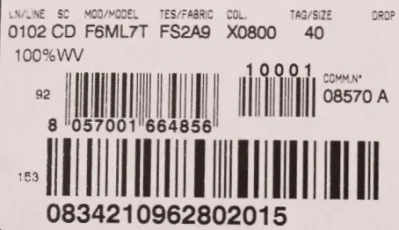 LN/LINE SC MOD/MODEL TES/FABRIC COL. TAG/SIZE DROP
0102 CD F6ML7T FS2A9 X0800 40
100%WV
10001
COMM.N°
92
08570 A
8 057001 664856
153
0834210962802015